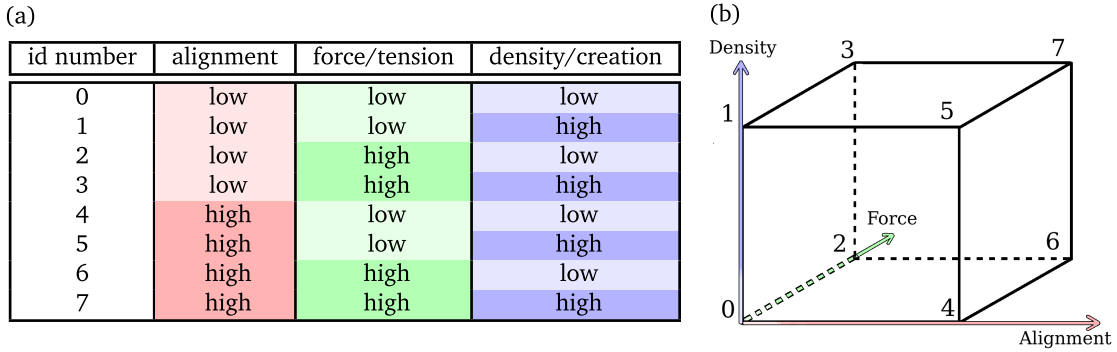 (a)
id number alignment force/tension density/creation
0 low low low
1 low low high
2 low high low
3 low high high
4 high low low
5 high low high
6 high high low
7 high high high
(b)
Density
3 7
1 5
Force
2 6
0 4
Alignment